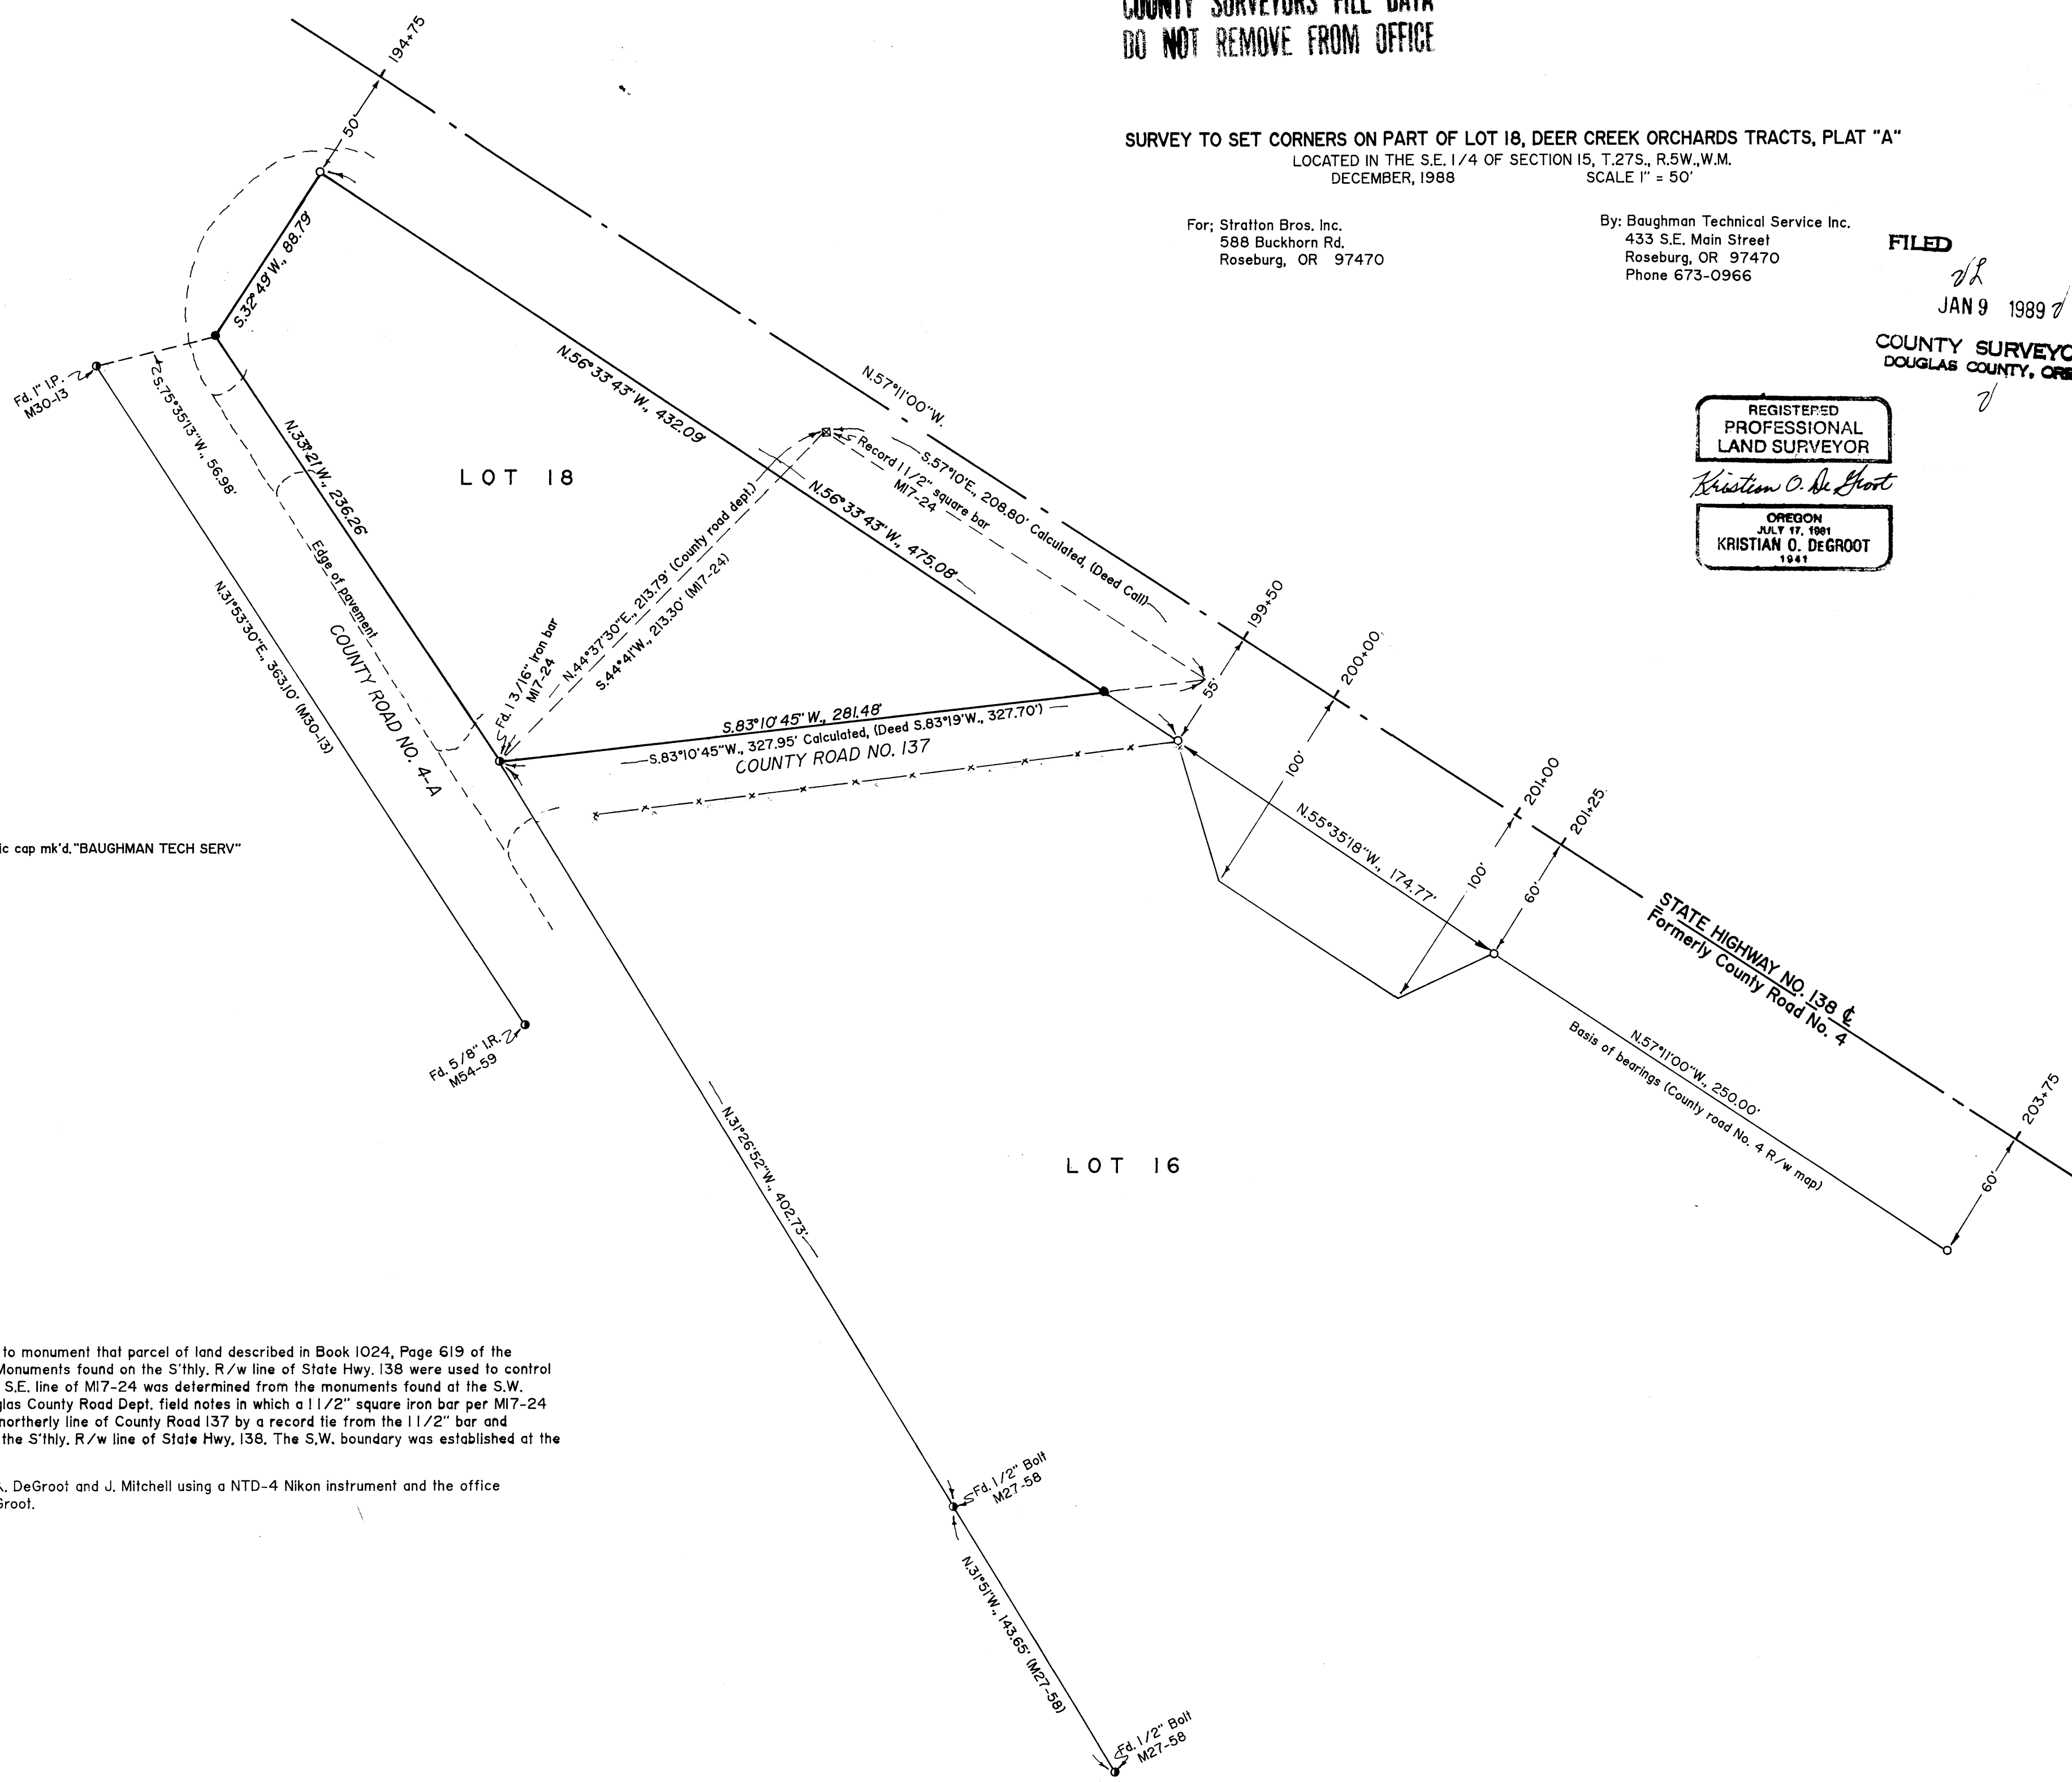 COUNTY SURVEYORS FILE DATA
DO NOT REMOVE FROM OFFICE
SURVEY TO SET CORNERS ON PART OF LOT 18, DEER CREEK ORCHARDS TRACTS, PLAT "A"
LOCATED IN THE S.E. 1/4 OF SECTION 15, T.27S., R.5W.,W.M.
DECEMBER, 1988 SCALE 1" = 50'
For; Stratton Bros. Inc.
588 Buckhorn Rd.
Roseburg, OR 97470
By: Baughman Technical Service Inc.
433 S.E. Main Street
Roseburg, OR 97470
Phone 673-0966
FILED
JAN 9 1989
COUNTY SURVEYO
DOUGLAS COUNTY, ORE
REGISTERED
PROFESSIONAL
LAND SURVEYOR
Kristian O. De Groot
OREGON
JULY 17, 1981
KRISTIAN O. DeGROOT
1941
194+75
50'
S.32°49'W., 88.79'
Fd. 1" I.P.
M30-13
S.75°35'13"W., 56.98'
N.33°21'W., 236.26'
N.56°33'43"W., 432.09'
N.57°11'00"W.
LOT 18
Record 1 1/2" square bar
M17-24
S.57°10'E., 208.80' Calculated, (Deed Call)
N.56°33'43"W., 475.08'
N.44°37'30"E., 213.79' (County road dept.)
S.44°41'W., 213.30' (M17-24)
Fd. 1 3/16" Iron bar
M17-24
Edge of pavement
COUNTY ROAD NO. 4-A
N.31°53'30"E., 363.10' (M30-13)
S.83°10'45"W., 281.48'
S.83°10'45"W., 327.95' Calculated, (Deed S.83°19'W., 327.70')
COUNTY ROAD NO. 137
199+50
55'
200+00
100'
201+00
100'
201+25
60'
N.55°35'18"W., 174.77'
STATE HIGHWAY NO. 138 ℄
Formerly County Road No. 4
N.57°11'00"W., 250.00'
Basis of bearings (County road No. 4 R/w map)
203+75
60'
ic cap mk'd."BAUGHMAN TECH SERV"
Fd. 5/8" I.R.
M54-59
N.31°26'52"W., 402.73'
LOT 16
to monument that parcel of land described in Book 1024, Page 619 of the
Monuments found on the S'thly. R/w line of State Hwy. 138 were used to control
S.E. line of M17-24 was determined from the monuments found at the S.W.
glas County Road Dept. field notes in which a 1 1/2" square iron bar per M17-24
northerly line of County Road 137 by a record tie from the 1 1/2" bar and
the S'thly. R/w line of State Hwy. 138. The S.W. boundary was established at the
. DeGroot and J. Mitchell using a NTD-4 Nikon instrument and the office
Groot.
Fd. 1/2" Bolt
M27-58
N.31°51'W., 143.65' (M27-58)
Fd. 1/2" Bolt
M27-58